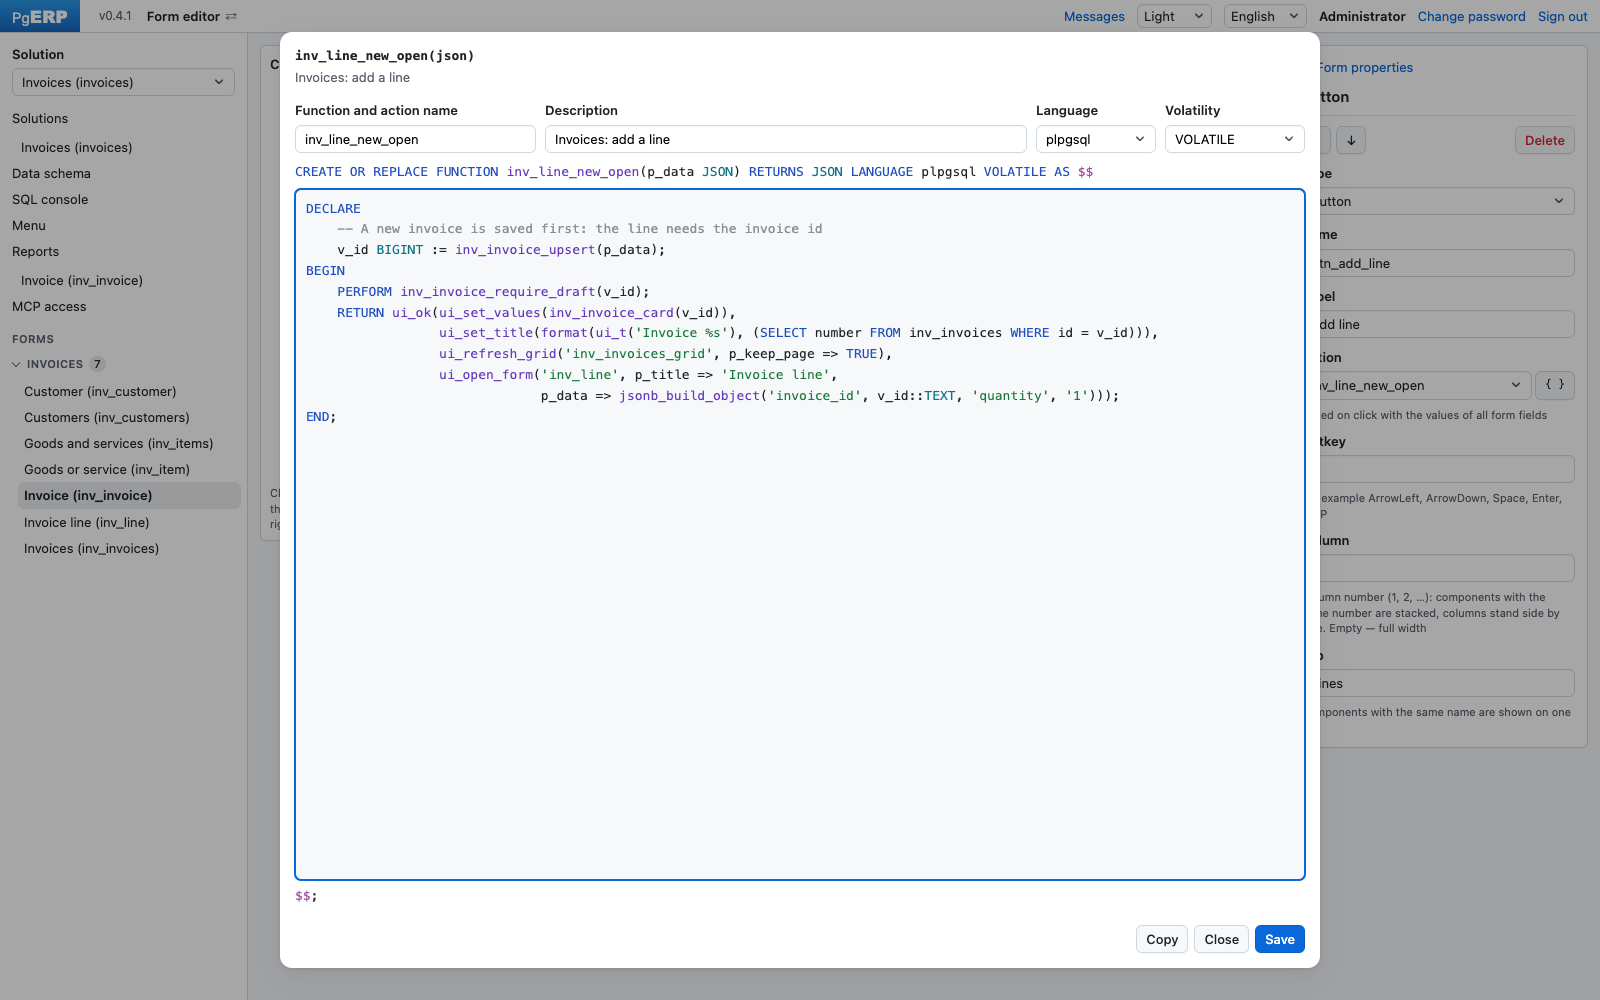 PgERP v0.4.1 Form editor ⇄ Messages Light English Administrator Change password Sign out
Solution
Invoices (invoices)
Solutions
Invoices (invoices)
Data schema
SQL console
Menu
Reports
Invoice (inv_invoice)
MCP access
FORMS
INVOICES 7
Customer (inv_customer)
Customers (inv_customers)
Goods and services (inv_items)
Goods or service (inv_item)
Invoice (inv_invoice)
Invoice line (inv_line)
Invoices (inv_invoices)
inv_line_new_open(json)
Invoices: add a line
Function and action name Description Language Volatility
inv_line_new_open Invoices: add a line plpgsql VOLATILE
CREATE OR REPLACE FUNCTION inv_line_new_open(p_data JSON) RETURNS JSON LANGUAGE plpgsql VOLATILE AS $$
DECLARE
-- A new invoice is saved first: the line needs the invoice id
v_id BIGINT := inv_invoice_upsert(p_data);
BEGIN
PERFORM inv_invoice_require_draft(v_id);
RETURN ui_ok(ui_set_values(inv_invoice_card(v_id)),
ui_set_title(format(ui_t('Invoice %s'), (SELECT number FROM inv_invoices WHERE id = v_id))),
ui_refresh_grid('inv_invoices_grid', p_keep_page => TRUE),
ui_open_form('inv_line', p_title => 'Invoice line',
p_data => jsonb_build_object('invoice_id', v_id::TEXT, 'quantity', '1')));
END;
$$;
Copy Close Save
Form properties
tton
↓ Delete
utton
tn_add_line
dd line
tion
nv_line_new_open { }
ed on click with the values of all form fields
tkey
example ArrowLeft, ArrowDown, Space, Enter,
P
lumn
umn number (1, 2, …): components with the
ne number are stacked, columns stand side by
e. Empty — full width
ines
mponents with the same name are shown on one